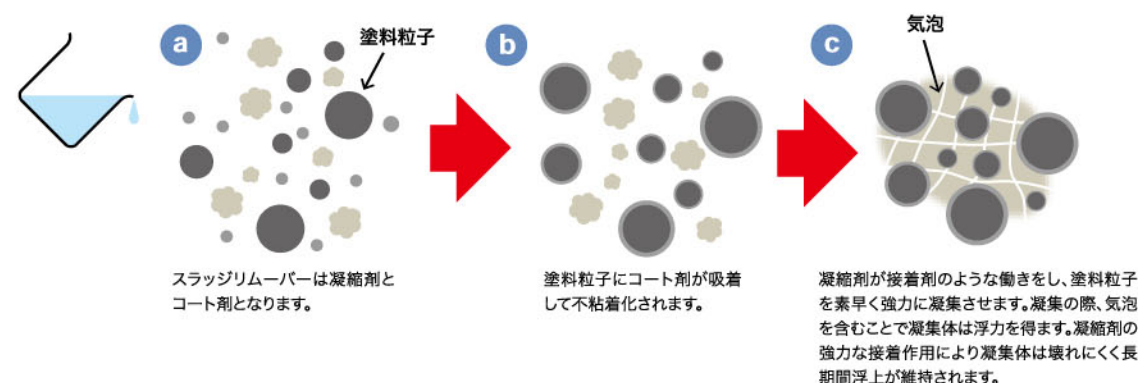 a
塗料粒子
スラッジリムーバーは凝縮剤と
コート剤となります。
b
塗料粒子にコート剤が吸着
して不粘着化されます。
c
気泡
凝縮剤が接着剤のような働きをし、塗料粒子
を素早く強力に凝集させます。凝集の際、気泡
を含むことで凝集体は浮力を得ます。凝縮剤の
強力な接着作用により凝集体は壊れにくく長
期間浮上が維持されます。